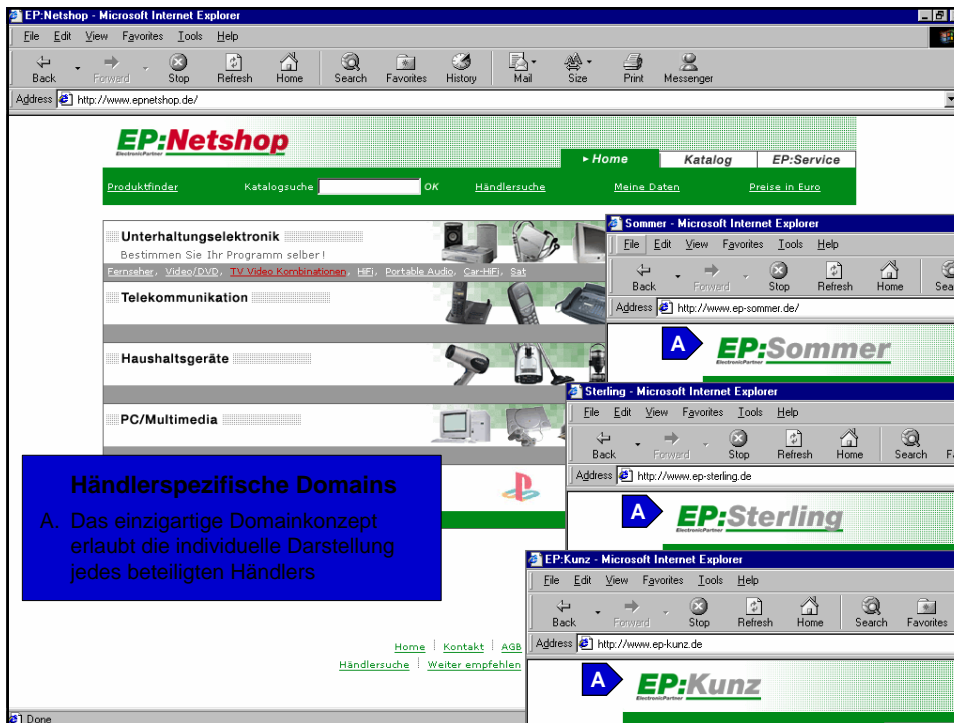 EP:Netshop - Microsoft Internet Explorer
File Edit View Favorites Tools Help
Back Forward Stop Refresh Home Search Favorites History Mail Size Print Messenger
Address http://www.epnetshop.de/
EP:Netshop
ElectronicPartner
Home Katalog EP:Service
Produktfinder Katalogsuche OK Händlersuche Meine Daten Preise in Euro
Unterhaltungselektronik
Bestimmen Sie Ihr Programm selber!
Fernseher, Video/DVD, TV Video Kombinationen, HiFi, Portable Audio, Car-HiFi, Sat
Telekommunikation
Haushaltsgeräte
PC/Multimedia
Händlerspezifische Domains
A. Das einzigartige Domainkonzept
erlaubt die individuelle Darstellung
jedes beteiligten Händlers
Home Kontakt AGB
Händlersuche Weiter empfehlen
Done
Sommer - Microsoft Internet Explorer
File Edit View Favorites Tools Help
Back Forward Stop Refresh Home Sea
Address http://www.ep-sommer.de/
A
EP:Sommer
ElectronicPartner
Sterling - Microsoft Internet Explorer
File Edit View Favorites Tools Help
Back Forward Stop Refresh Home Search F
Address http://www.ep-sterling.de
A
EP:Sterling
ElectronicPartner
EP:Kunz - Microsoft Internet Explorer
File Edit View Favorites Tools Help
Back Forward Stop Refresh Home Search Favorites
Address http://www.ep-kunz.de
A
EP:Kunz
ElectronicPartner